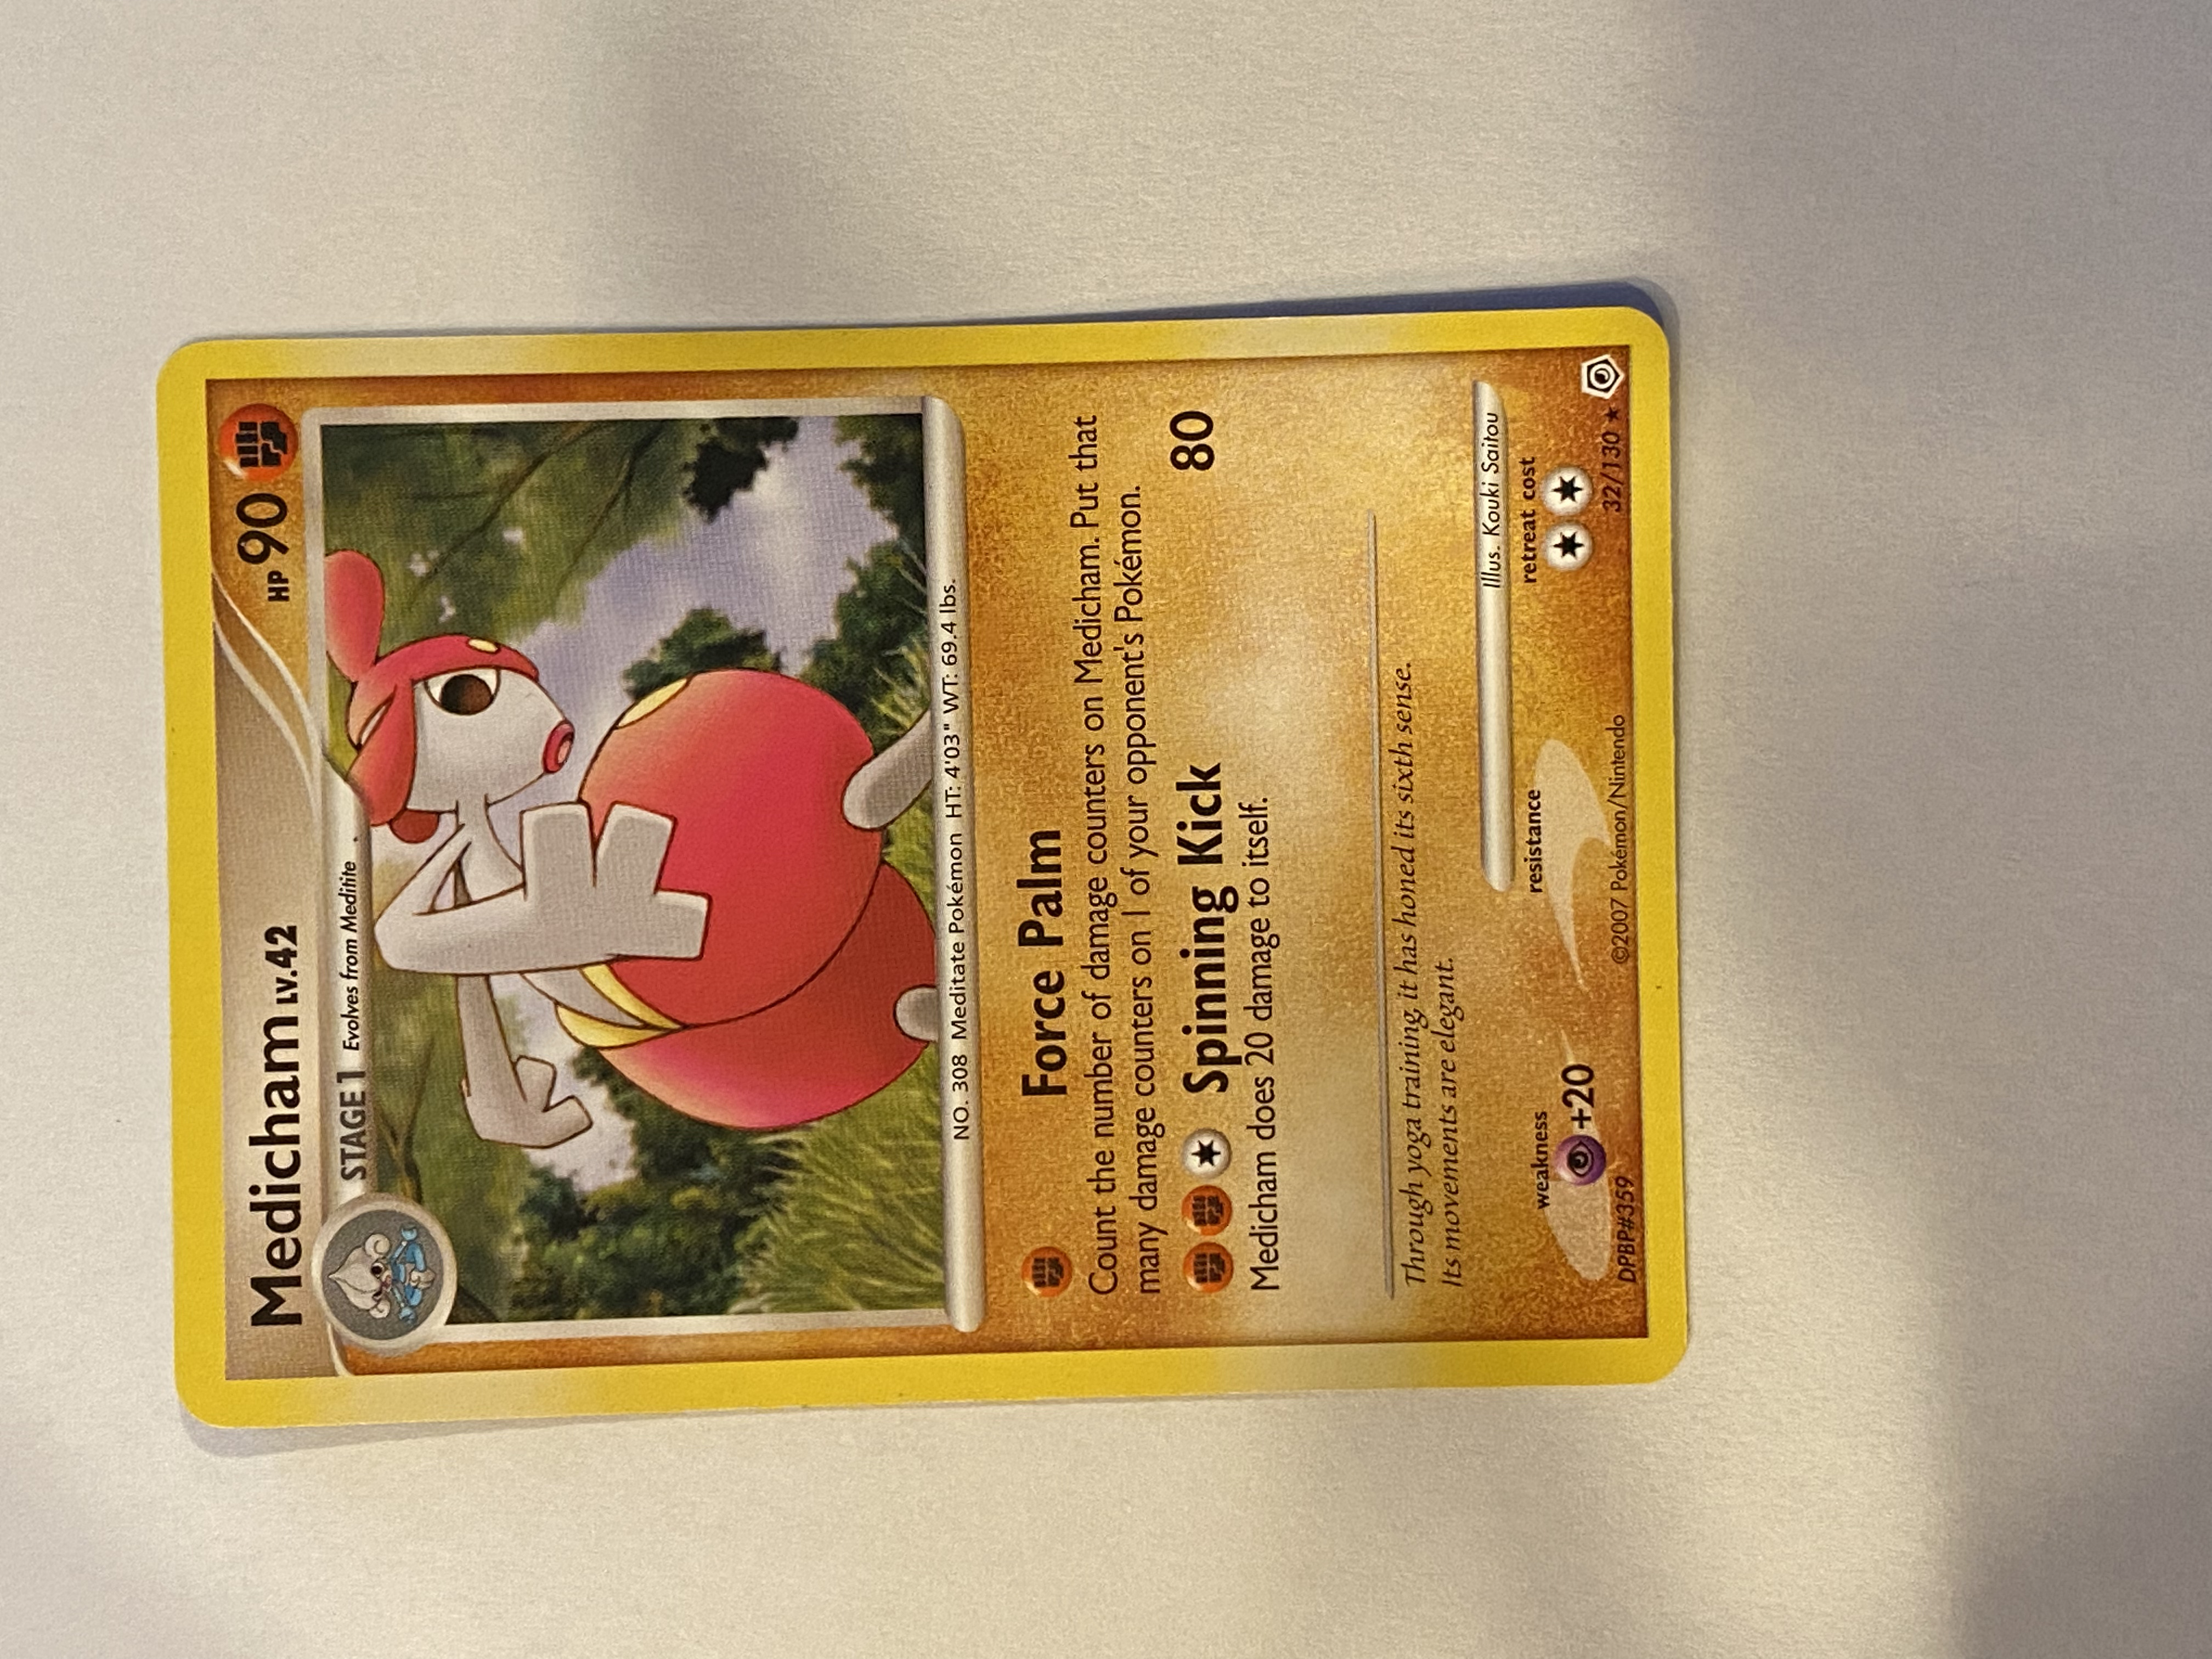 Medicham LV.42 HP 90
STAGE 1 Evolves from Meditite
NO. 308 Meditate Pokémon HT: 4'03" WT: 69.4 lbs.
Force Palm
Count the number of damage counters on Medicham. Put that
many damage counters on 1 of your opponent's Pokémon.
Spinning Kick 80
Medicham does 20 damage to itself.
Through yoga training, it has honed its sixth sense.
Its movements are elegant.
Illus. Kouki Saitou
weakness resistance retreat cost
+20
DPBP#359 ©2007 Pokémon/Nintendo 32/130 ★